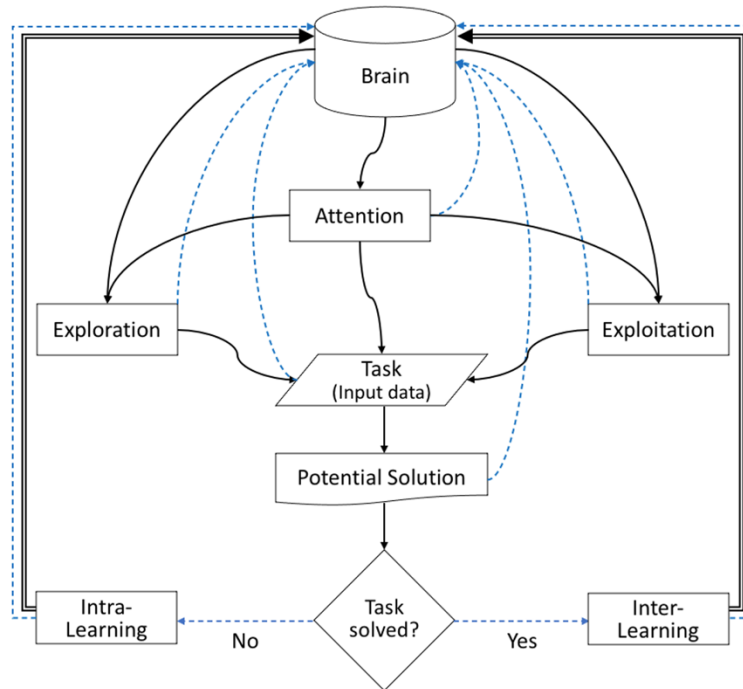 Brain
Attention
Exploration
Exploitation
Task
(Input data)
Potential Solution
Intra-
Learning
No
Task
solved?
Yes
Inter-
Learning